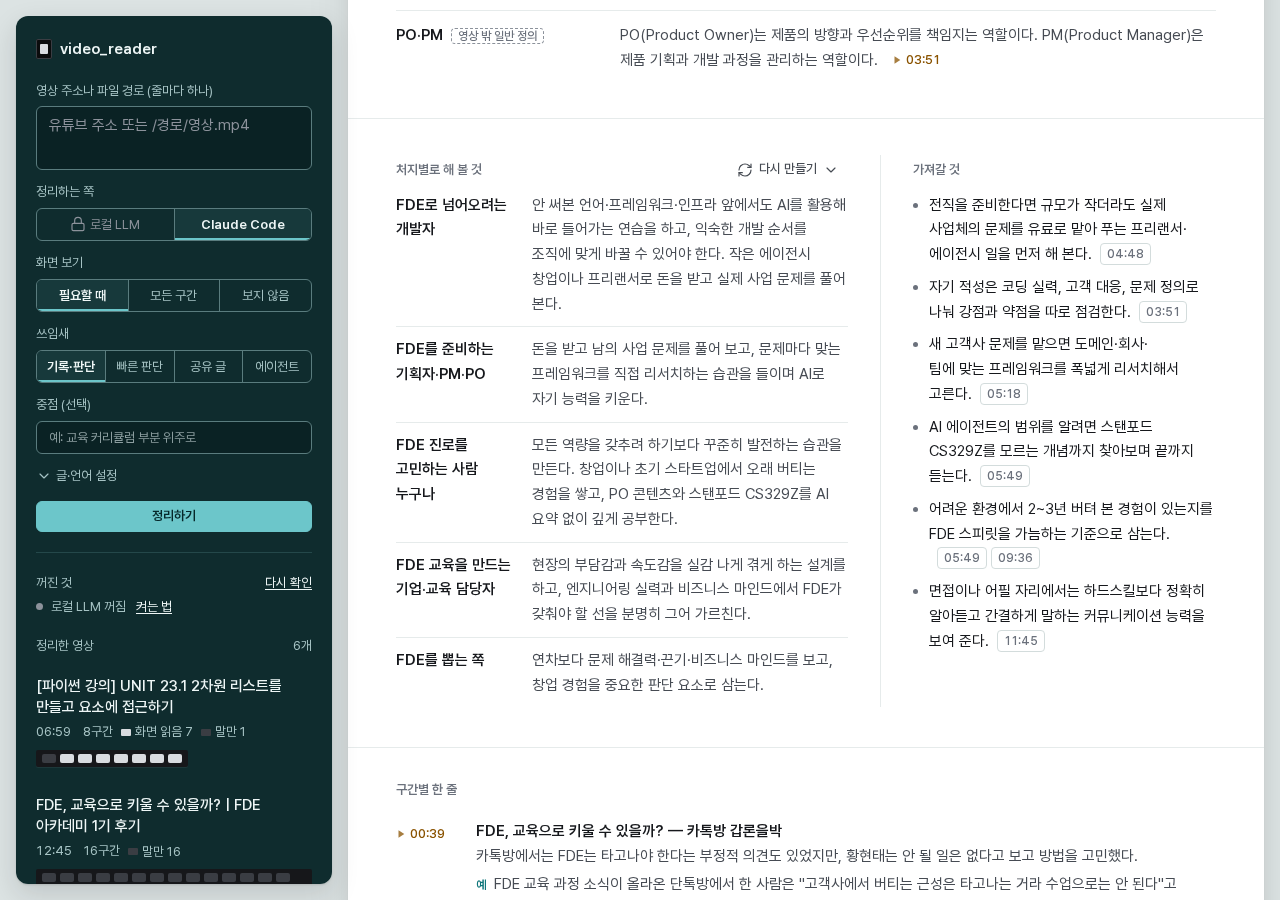 video_reader
영상 주소나 파일 경로 (줄마다 하나)
유튜브 주소 또는 /경로/영상.mp4
정리하는 쪽
로컬 LLM
Claude Code
화면 보기
필요할 때
모든 구간
보지 않음
쓰임새
기록·판단
빠른 판단
공유 글
에이전트
중점 (선택)
예: 교육 커리큘럼 부분 위주로
글·언어 설정
정리하기
꺼진 것
다시 확인
로컬 LLM 꺼짐 켜는 법
정리한 영상
6개
[파이썬 강의] UNIT 23.1 2차원 리스트를
만들고 요소에 접근하기
06:59 8구간 화면 읽음 7 말만 1
FDE, 교육으로 키울 수 있을까? | FDE
아카데미 1기 후기
12:45 16구간 말만 16
PO·PM 영상 밖 일반 정의
PO(Product Owner)는 제품의 방향과 우선순위를 책임지는 역할이다. PM(Product Manager)은
제품 기획과 개발 과정을 관리하는 역할이다. 03:51
처지별로 해 볼 것
다시 만들기
FDE로 넘어오려는
개발자
안 써본 언어·프레임워크·인프라 앞에서도 AI를 활용해
바로 들어가는 연습을 하고, 익숙한 개발 순서를
조직에 맞게 바꿀 수 있어야 한다. 작은 에이전시
창업이나 프리랜서로 돈을 받고 실제 사업 문제를 풀어
본다.
FDE를 준비하는
기획자·PM·PO
돈을 받고 남의 사업 문제를 풀어 보고, 문제마다 맞는
프레임워크를 직접 리서치하는 습관을 들이며 AI로
자기 능력을 키운다.
FDE 진로를
고민하는 사람
누구나
모든 역량을 갖추려 하기보다 꾸준히 발전하는 습관을
만든다. 창업이나 초기 스타트업에서 오래 버티는
경험을 쌓고, PO 콘텐츠와 스탠포드 CS329Z를 AI
요약 없이 깊게 공부한다.
FDE 교육을 만드는
기업·교육 담당자
현장의 부담감과 속도감을 실감 나게 겪게 하는 설계를
하고, 엔지니어링 실력과 비즈니스 마인드에서 FDE가
갖춰야 할 선을 분명히 그어 가르친다.
FDE를 뽑는 쪽
연차보다 문제 해결력·끈기·비즈니스 마인드를 보고,
창업 경험을 중요한 판단 요소로 삼는다.
가져갈 것
전직을 준비한다면 규모가 작더라도 실제
사업체의 문제를 유료로 맡아 푸는 프리랜서·
에이전시 일을 먼저 해 본다. 04:48
자기 적성은 코딩 실력, 고객 대응, 문제 정의로
나눠 강점과 약점을 따로 점검한다. 03:51
새 고객사 문제를 맡으면 도메인·회사·
팀에 맞는 프레임워크를 폭넓게 리서치해서
고른다. 05:18
AI 에이전트의 범위를 알려면 스탠포드
CS329Z를 모르는 개념까지 찾아보며 끝까지
듣는다. 05:49
어려운 환경에서 2~3년 버텨 본 경험이 있는지를
FDE 스피릿을 가늠하는 기준으로 삼는다.
05:49 09:36
면접이나 어필 자리에서는 하드스킬보다 정확히
알아듣고 간결하게 말하는 커뮤니케이션 능력을
보여 준다. 11:45
구간별 한 줄
00:39
FDE, 교육으로 키울 수 있을까? — 카톡방 갑론을박
카톡방에서는 FDE는 타고나야 한다는 부정적 의견도 있었지만, 황현태는 안 될 일은 없다고 보고 방법을 고민했다.
예 FDE 교육 과정 소식이 올라온 단톡방에서 한 사람은 "고객사에서 버티는 근성은 타고나는 거라 수업으로는 안 된다"고